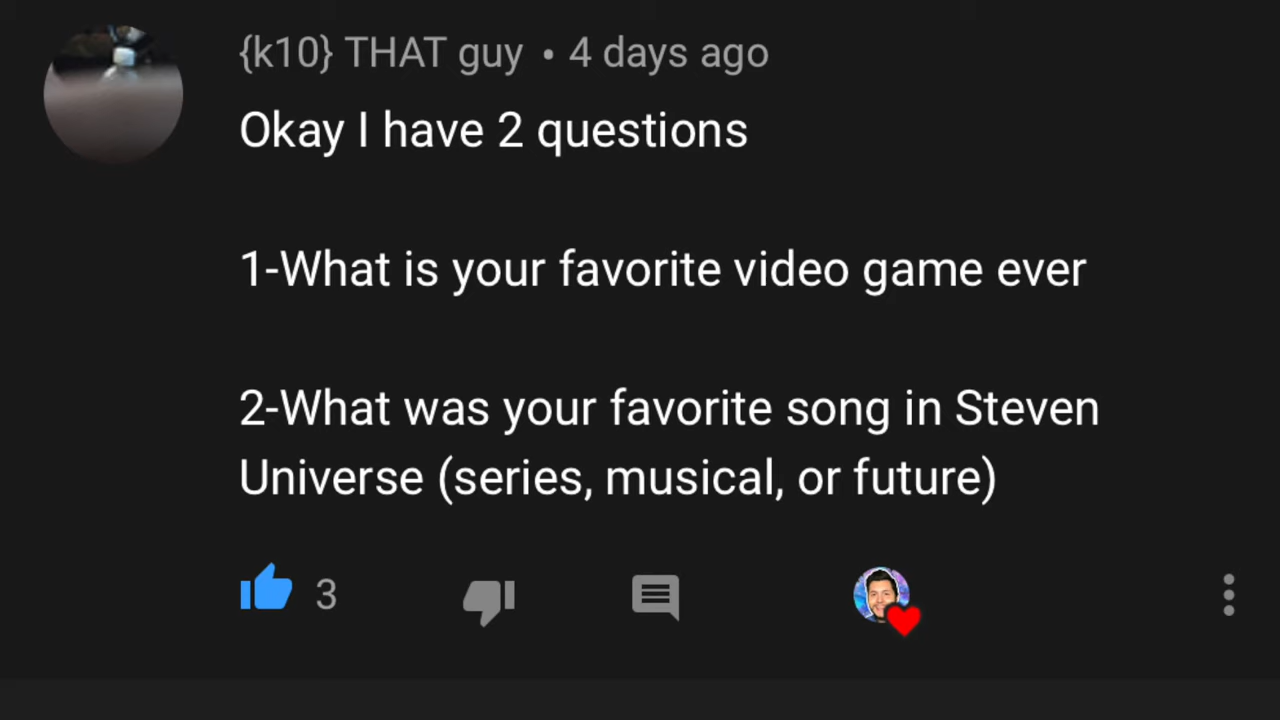 {k10} THAT guy • 4 days ago
Okay I have 2 questions
1-What is your favorite video game ever
2-What was your favorite song in Steven
Universe (series, musical, or future)
3